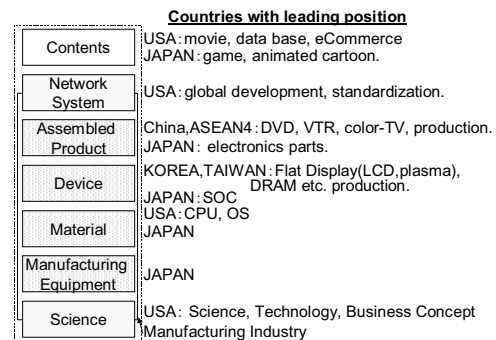 Countries with leading position
Contents
USA：movie, data base, eCommerce
JAPAN：game, animated cartoon.
Network
System
USA：global development, standardization.
Assembled
Product
China,ASEAN4：DVD, VTR, color-TV, production.
JAPAN： electronics parts.
Device
KOREA,TAIWAN：Flat Display(LCD,plasma),
DRAM etc. production.
JAPAN：SOC
USA：CPU, OS
Material
JAPAN
Manufacturing
Equipment
JAPAN
Science
USA： Science, Technology, Business Concept
Manufacturing Industry